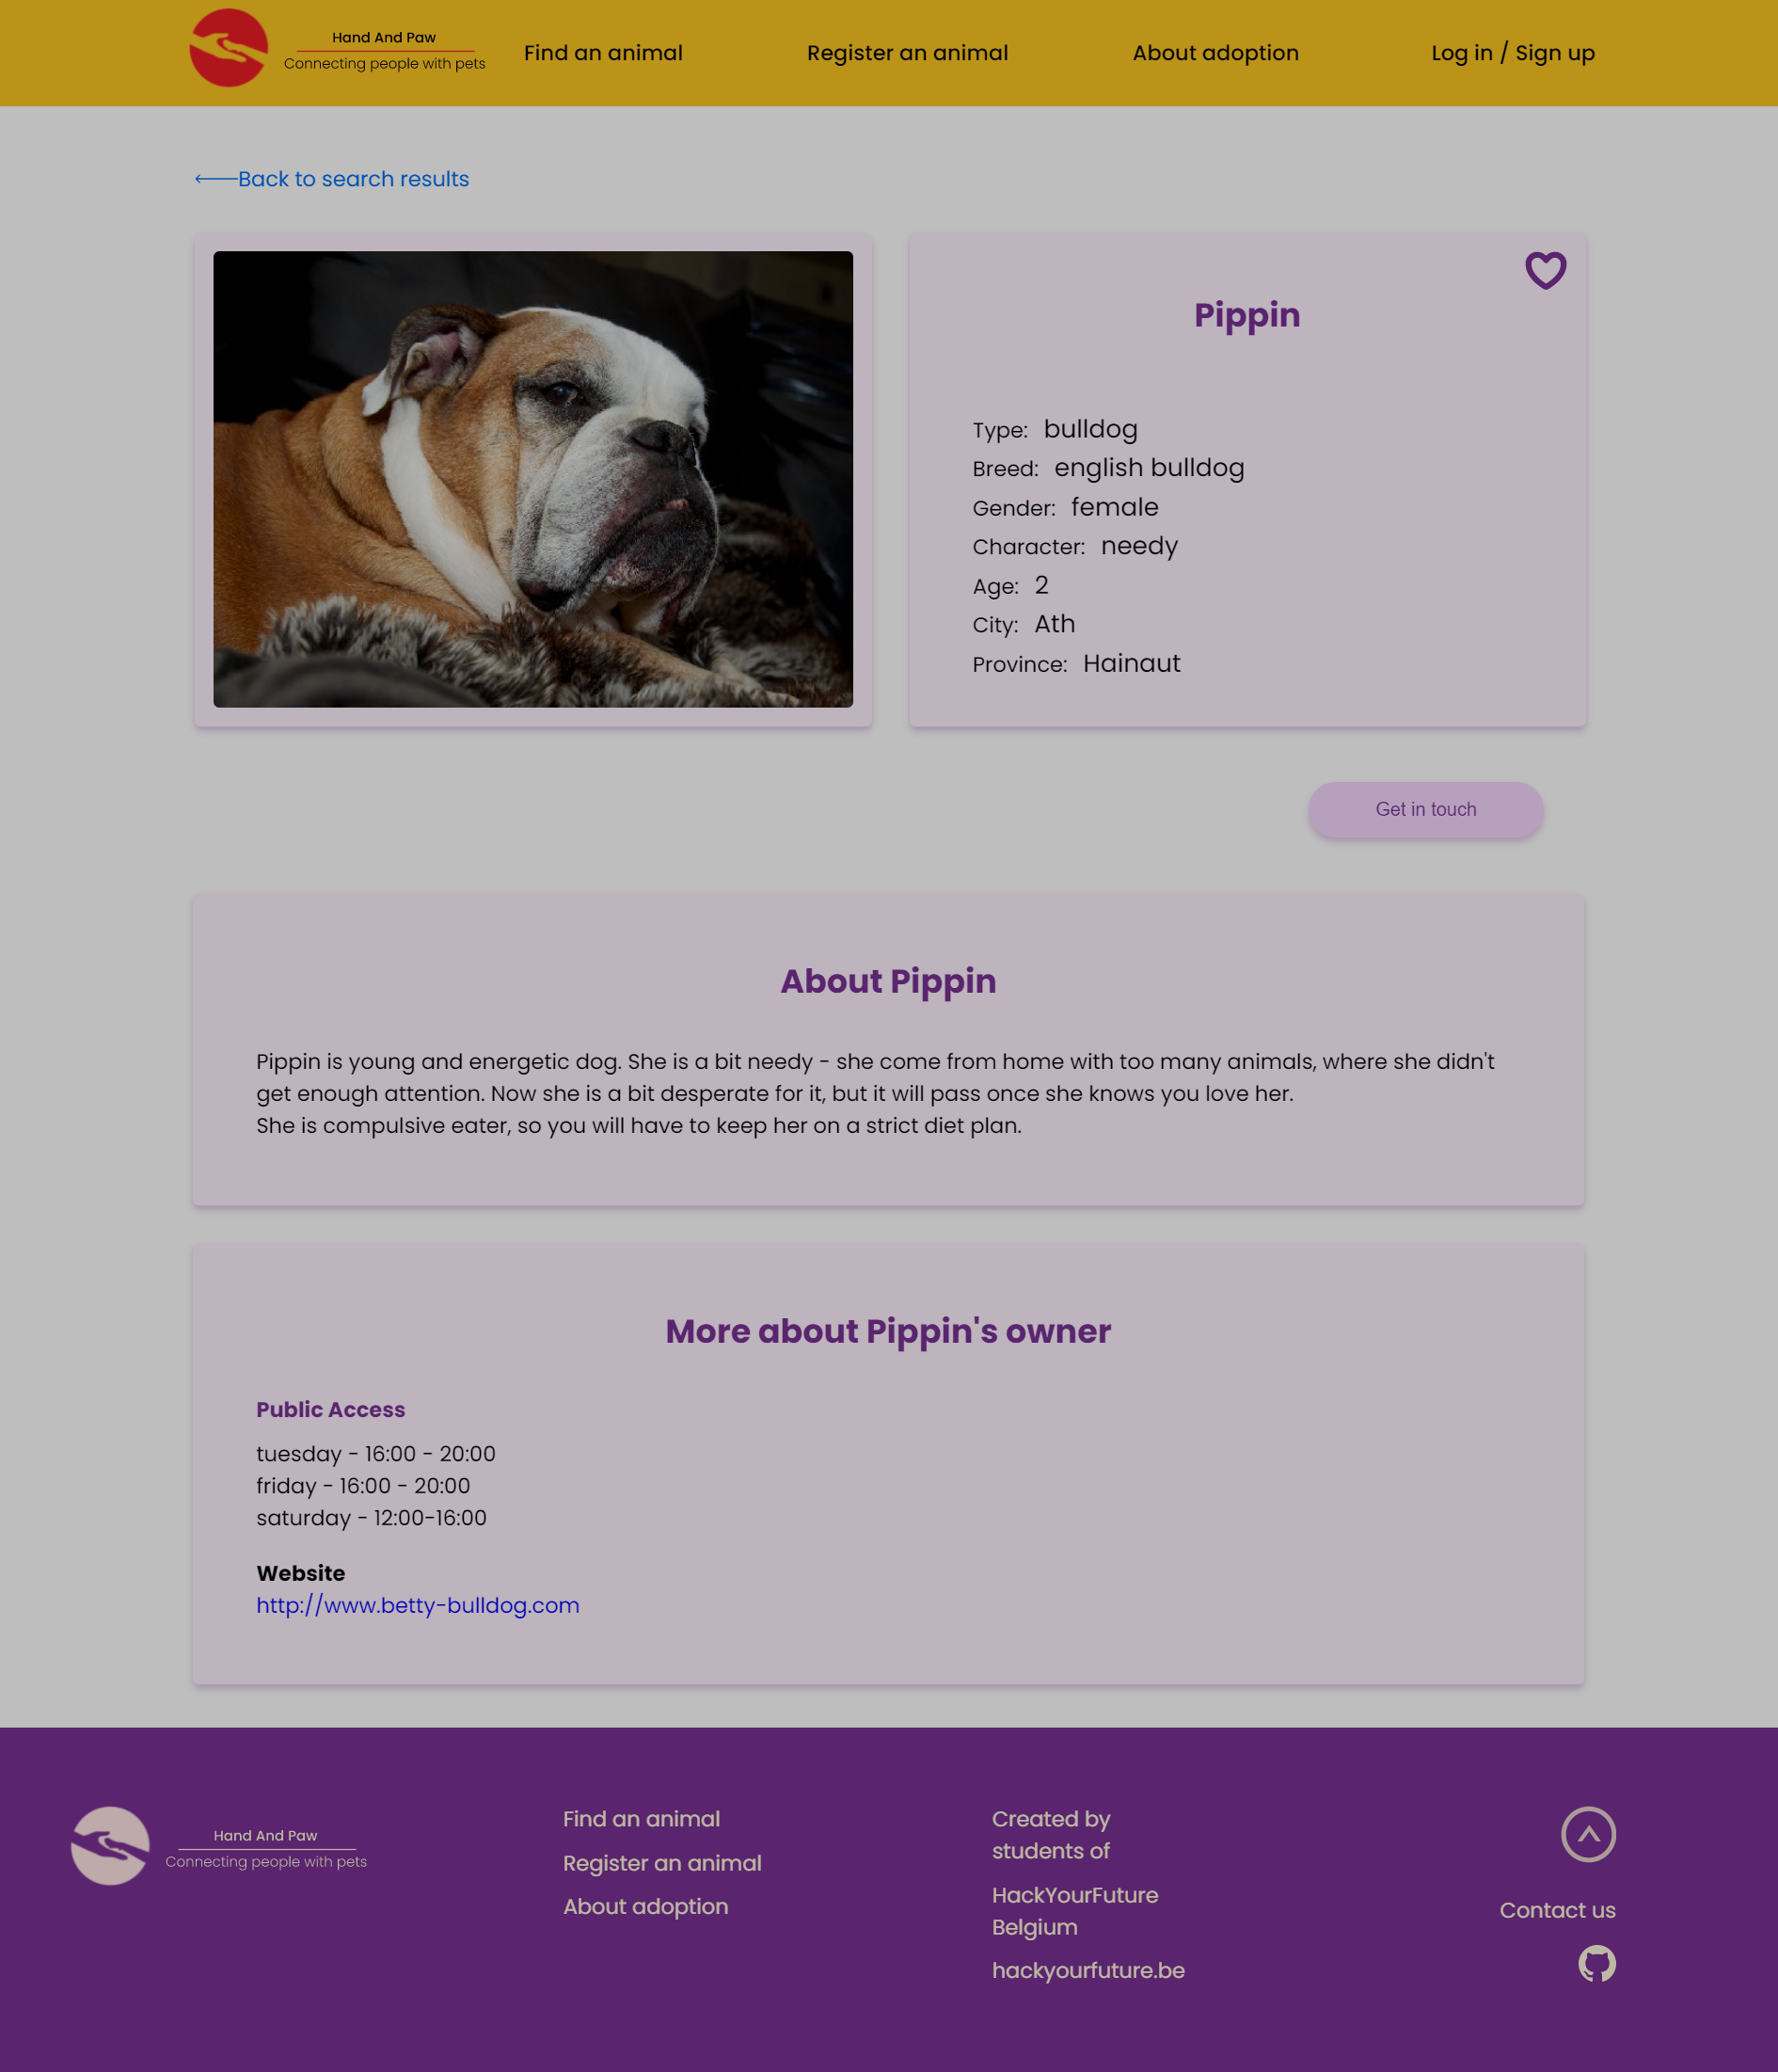 Hand And Paw
Connecting people with pets
Find an animal
Register an animal
About adoption
Log in / Sign up
Back to search results
Pippin
Type: bulldog
Breed: english bulldog
Gender: female
Character: needy
Age: 2
City: Ath
Province: Hainaut
Get in touch
About Pippin
Pippin is young and energetic dog. She is a bit needy - she come from home with too many animals, where she didn't
get enough attention. Now she is a bit desperate for it, but it will pass once she knows you love her.
She is compulsive eater, so you will have to keep her on a strict diet plan.
More about Pippin's owner
Public Access
tuesday - 16:00 - 20:00
friday - 16:00 - 20:00
saturday - 12:00-16:00
Website
http://www.betty-bulldog.com
Hand And Paw
Connecting people with pets
Find an animal
Register an animal
About adoption
Created by
students of
HackYourFuture
Belgium
hackyourfuture.be
Contact us